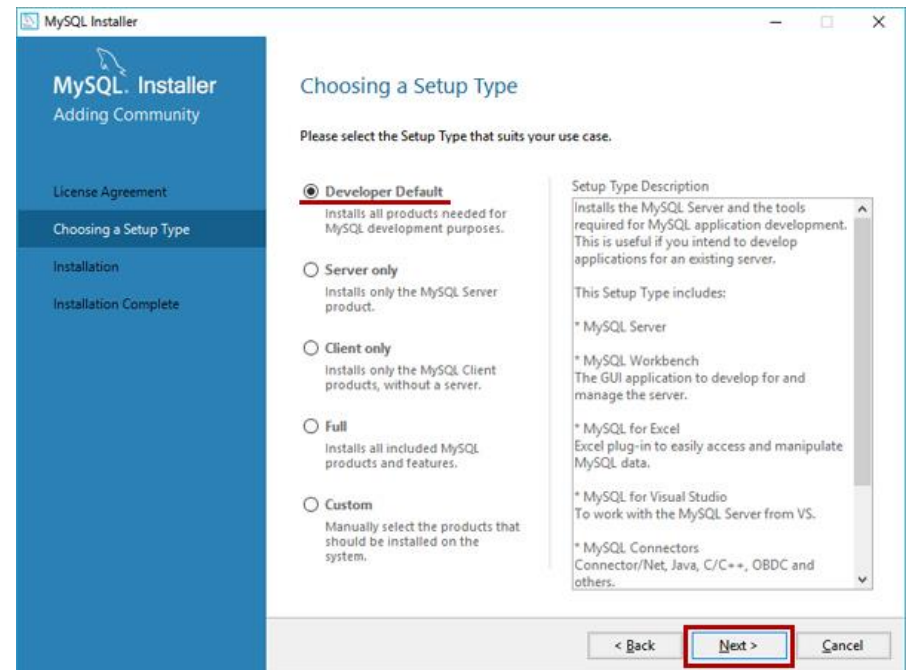 MySQL Installer
MySQL. Installer
Adding Community
License Agreement
Choosing a Setup Type
Installation
Installation Complete
Choosing a Setup Type
Please select the Setup Type that suits your use case.
Developer Default
Installs all products needed for
MySQL development purposes.
Server only
Installs only the MySQL Server
product.
Client only
Installs only the MySQL Client
products, without a server.
Full
Installs all included MySQL
products and features.
Custom
Manually select the products that
should be installed on the
system.
Setup Type Description
Installs the MySQL Server and the tools
required for MySQL application development.
This is useful if you intend to develop
applications for an existing server.
This Setup Type includes:
* MySQL Server
* MySQL Workbench
The GUI application to develop for and
manage the server.
* MySQL for Excel
Excel plug-in to easily access and manipulate
MySQL data.
* MySQL for Visual Studio
To work with the MySQL Server from VS.
* MySQL Connectors
Connector/Net, Java, C/C++, OBDC and
others.
< Back
Next >
Cancel